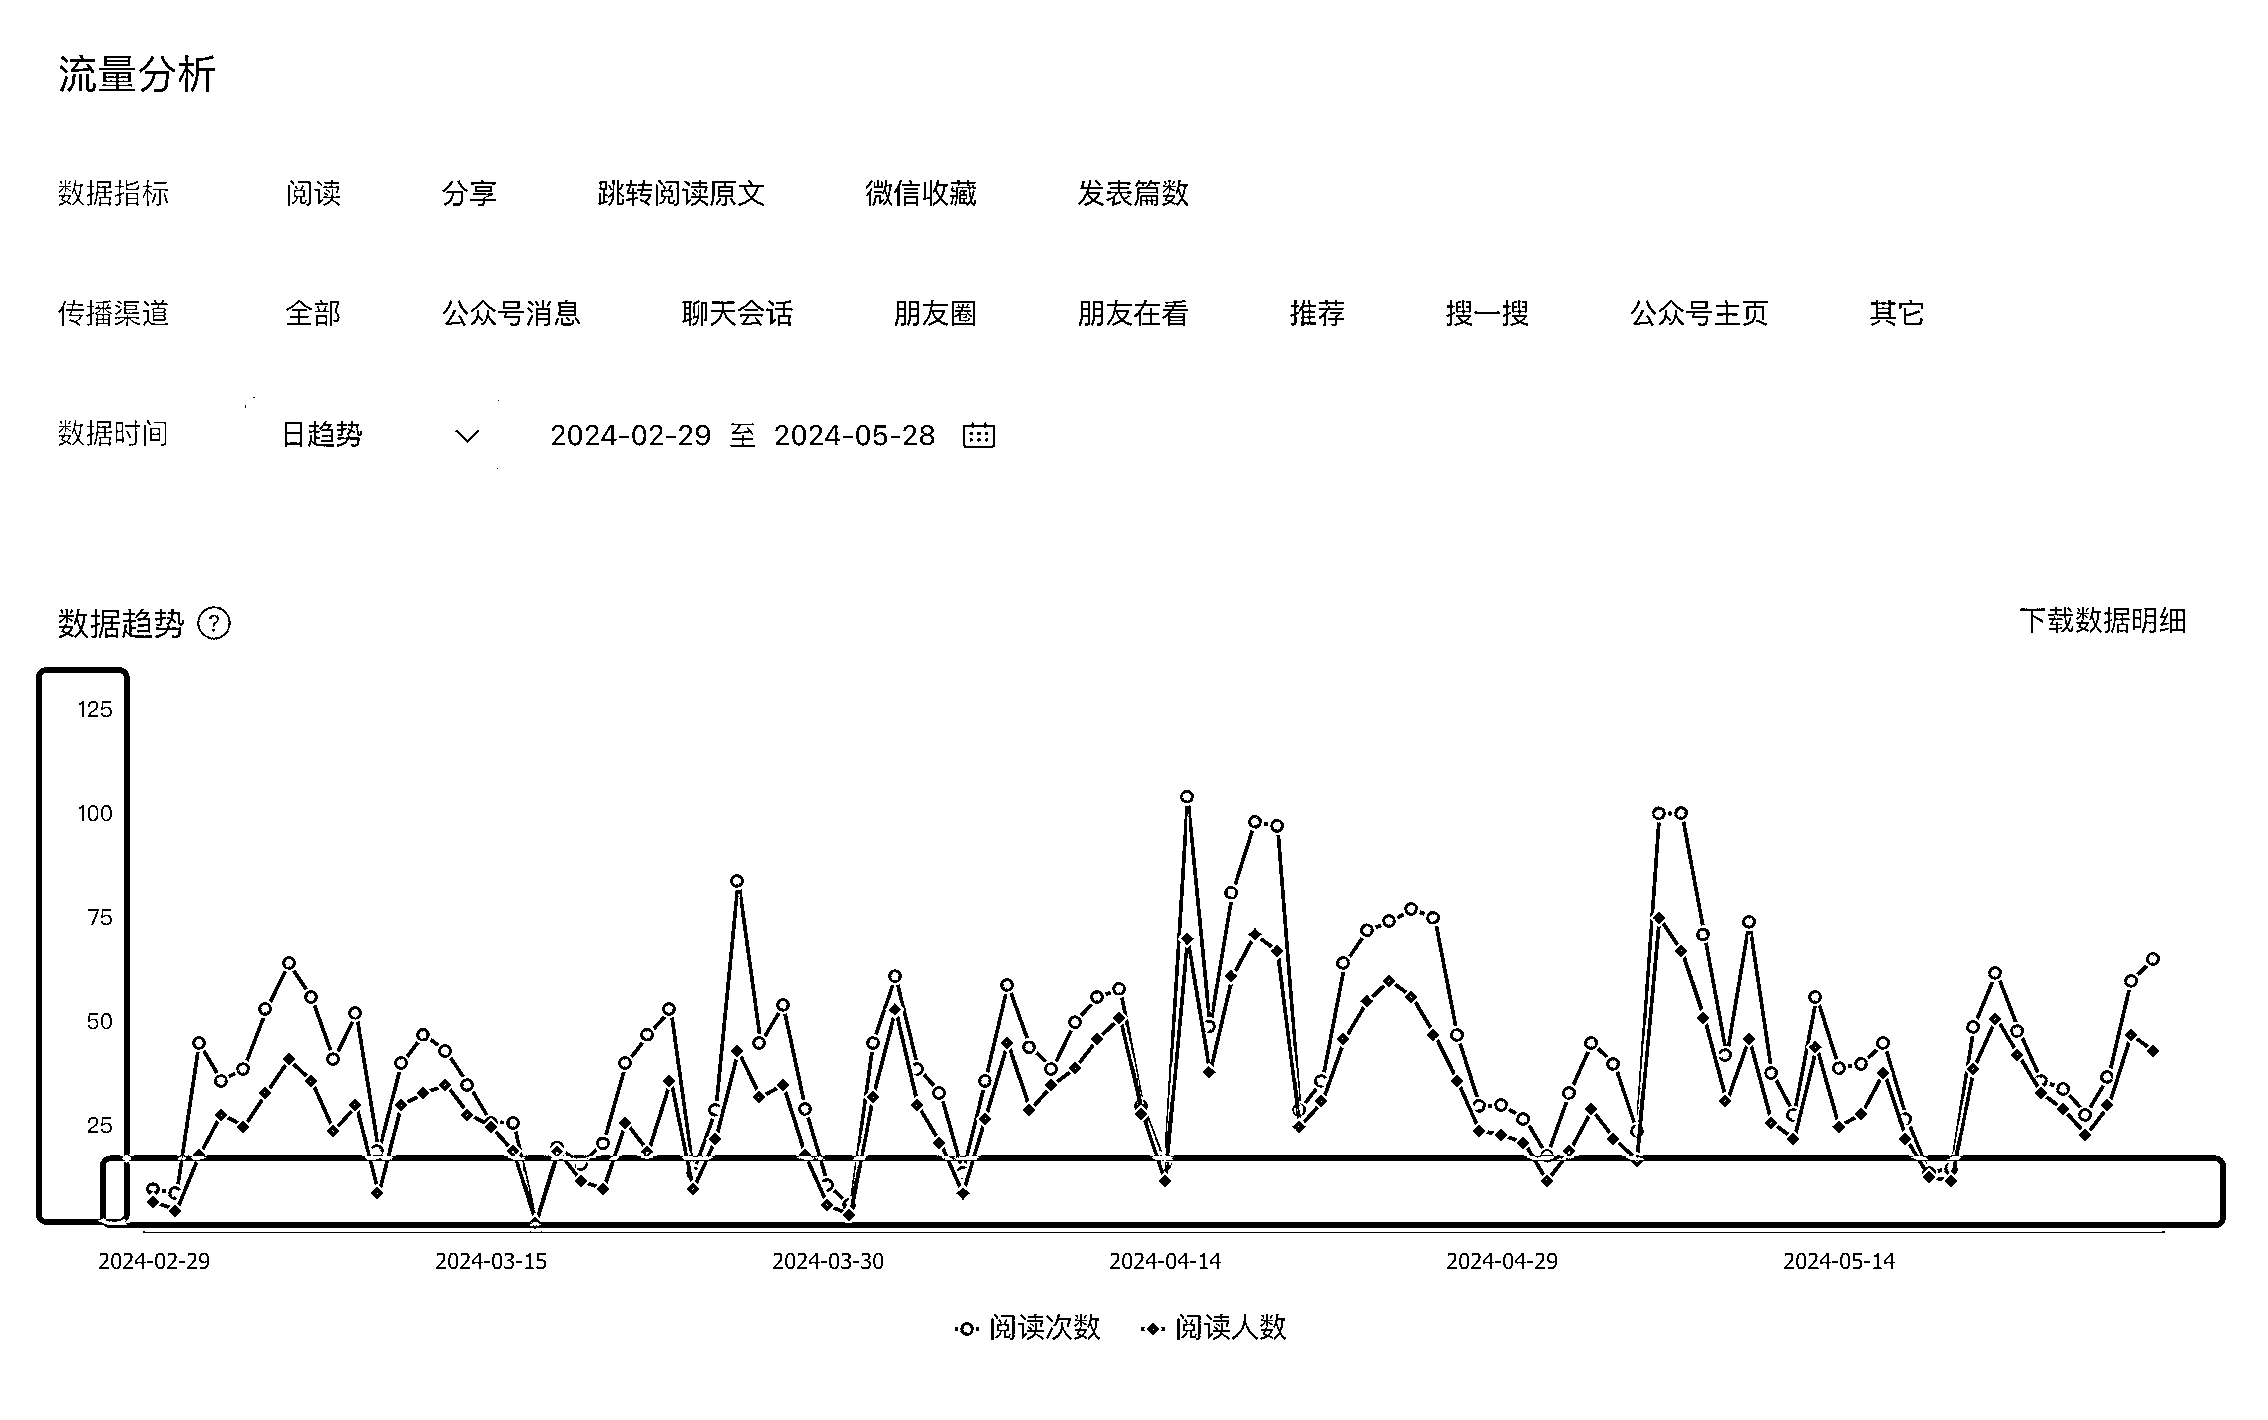 流量分析
数据指标 阅读 分享 跳转阅读原文 微信收藏 发表篇数
传播渠道 全部 公众号消息 聊天会话 朋友圈 朋友在看 推荐 搜一搜 公众号主页 其它
数据时间 日趋势 2024-02-29 至 2024-05-28
数据趋势 ? 下载数据明细
125
100
75
50
25
2024-02-29 2024-03-15 2024-03-30 2024-04-14 2024-04-29 2024-05-14
阅读次数 阅读人数